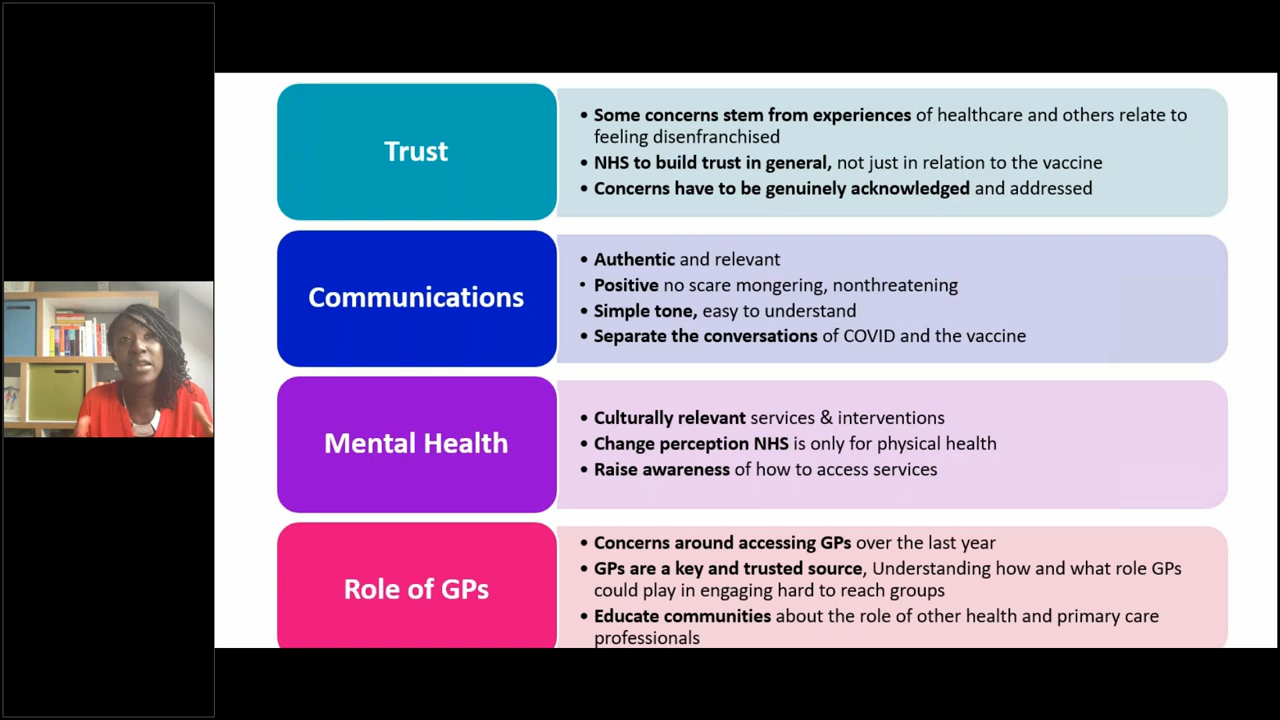 Trust
• Some concerns stem from experiences of healthcare and others relate to
feeling disenfranchised
• NHS to build trust in general, not just in relation to the vaccine
• Concerns have to be genuinely acknowledged and addressed
Communications
• Authentic and relevant
• Positive no scare mongering, nonthreatening
• Simple tone, easy to understand
• Separate the conversations of COVID and the vaccine
Mental Health
• Culturally relevant services & interventions
• Change perception NHS is only for physical health
• Raise awareness of how to access services
Role of GPs
• Concerns around accessing GPs over the last year
• GPs are a key and trusted source, Understanding how and what role GPs
could play in engaging hard to reach groups
• Educate communities about the role of other health and primary care
professionals